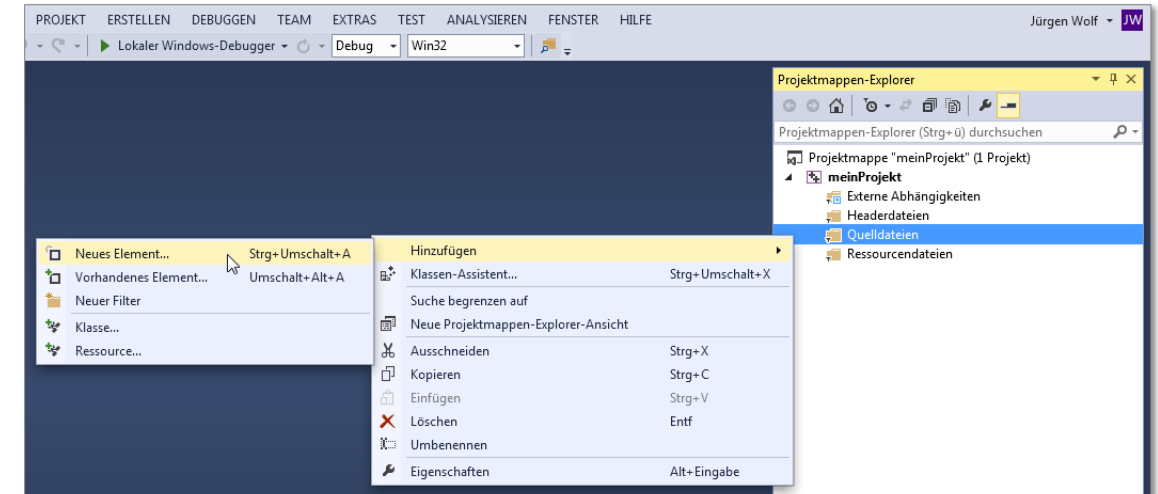 PROJEKT ERSTELLEN DEBUGGEN TEAM EXTRAS TEST ANALYSIEREN FENSTER HILFE Jürgen Wolf JW
Lokaler Windows-Debugger Debug Win32
Projektmappen-Explorer
Projektmappen-Explorer (Strg+ü) durchsuchen
Projektmappe "meinProjekt" (1 Projekt)
meinProjekt
Externe Abhängigkeiten
Headerdateien
Quelldateien
Ressourcendateien
Neues Element... Strg+Umschalt+A
Vorhandenes Element... Umschalt+Alt+A
Neuer Filter
Klasse...
Ressource...
Hinzufügen
Klassen-Assistent... Strg+Umschalt+X
Suche begrenzen auf
Neue Projektmappen-Explorer-Ansicht
Ausschneiden Strg+X
Kopieren Strg+C
Einfügen Strg+V
Löschen Entf
Umbenennen
Eigenschaften Alt+Eingabe